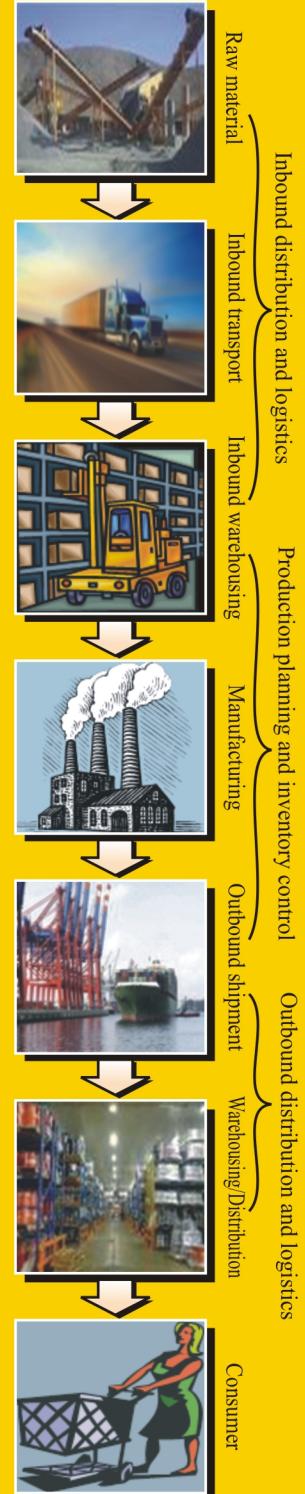 Inbound distribution and logistics
Production planning and inventory control
Outbound distribution and logistics
Raw material
Inbound transport
Inbound warehousing
Manufacturing
Outbound shipment
Warehousing/Distribution
Consumer